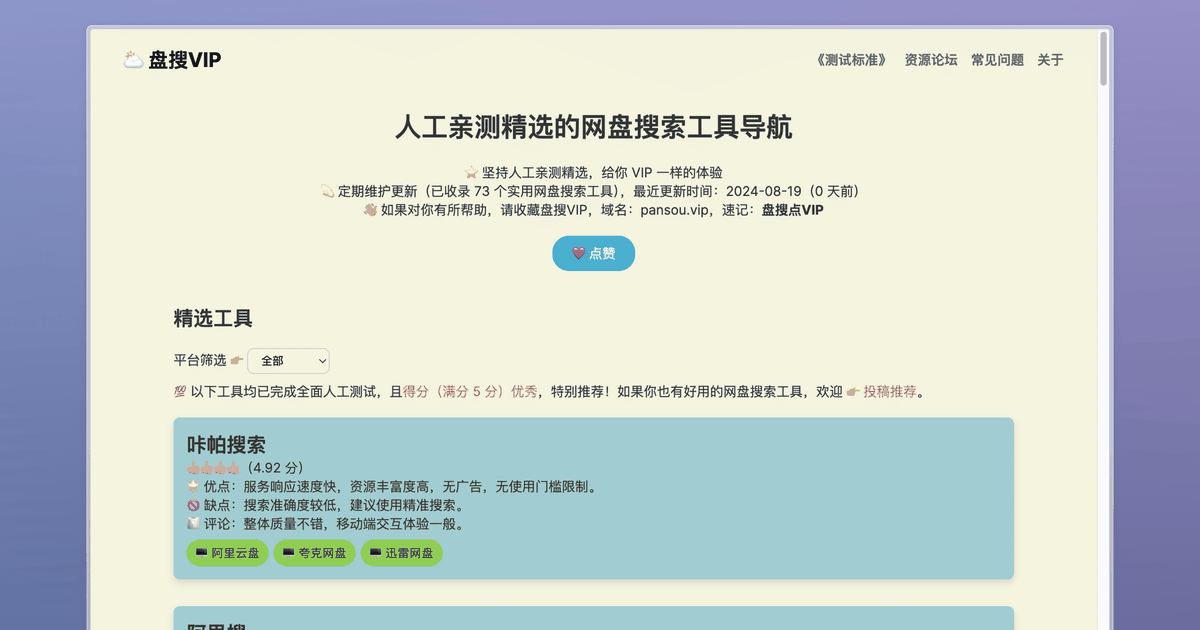 盘搜VIP
《测试标准》 资源论坛 常见问题 关于
人工亲测精选的网盘搜索工具导航
坚持人工亲测精选，给你 VIP 一样的体验
定期维护更新（已收录 73 个实用网盘搜索工具），最近更新时间：2024-08-19（0 天前）
如果对你有所帮助，请收藏盘搜VIP，域名：pansou.vip，速记：盘搜点VIP
点赞
精选工具
平台筛选 全部
💯 以下工具均已完成全面人工测试，且得分（满分 5 分）优秀，特别推荐！如果你也有好用的网盘搜索工具，欢迎 投稿推荐。
咔帕搜索
（4.92 分）
优点：服务响应速度快，资源丰富度高，无广告，无使用门槛限制。
缺点：搜索准确度较低，建议使用精准搜索。
评论：整体质量不错，移动端交互体验一般。
阿里云盘 夸克网盘 迅雷网盘